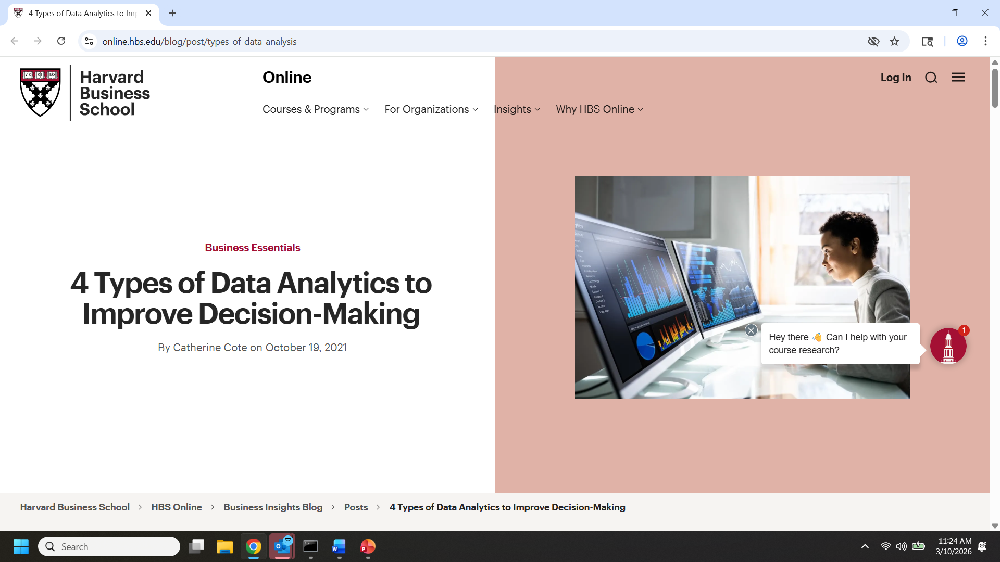 4 Types of Data Analytics to Im
online.hbs.edu/blog/post/types-of-data-analysis
VE RI TAS
Harvard
Business
School
Online
Log In
Courses & Programs
For Organizations
Insights
Why HBS Online
Business Essentials
4 Types of Data Analytics to
Improve Decision-Making
By Catherine Cote on October 19, 2021
Hey there 👋 Can I help with your
course research?
1
Harvard Business School > HBS Online > Business Insights Blog > Posts > 4 Types of Data Analytics to Improve Decision-Making
Search
11:24 AM
3/10/2026